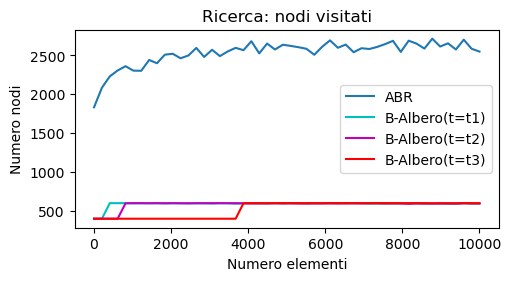 Ricerca: nodi visitati
Numero nodi
2500
2000
1500
1000
500
ABR
B-Albero(t=t1)
B-Albero(t=t2)
B-Albero(t=t3)
0
2000
4000
6000
8000
10000
Numero elementi